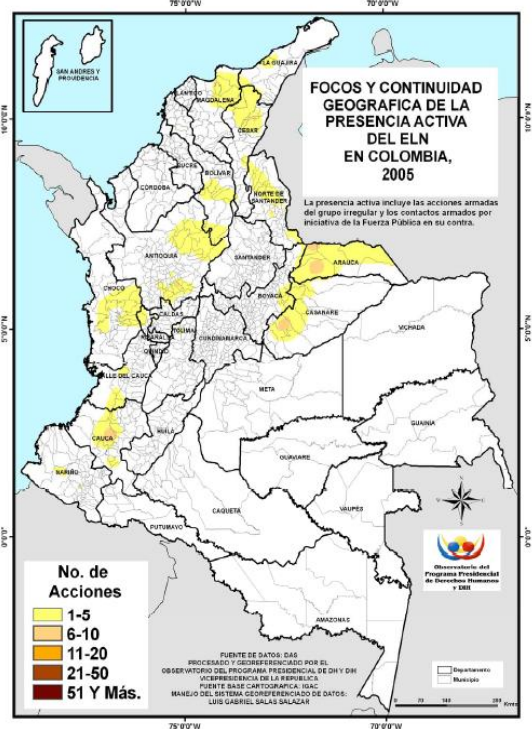 75°0'0"W
70°0'0"W
SAN ANDRES Y
PROVIDENCIA
FOCOS Y CONTINUIDAD
GEOGRAFICA DE LA
PRESENCIA ACTIVA
DEL ELN
EN COLOMBIA,
2005
La presencia activa incluye las acciones armadas
del grupo irregular y los contactos armados por
iniciativa de la Fuerza Pública en su contra.
LA GUAJIRA
MAGDALENA
CESAR
SUCRE
BOLIVAR
CORDOBA
NORTE DE
SANTANDER
ANTIOQUIA
SANTANDER
ARAUCA
CHOCO
BOYACA
CALDAS
CASANARE
VICHADA
RISARALDA
TOLIMA
CUNDINAMARCA
QUINDIO
VALLE DEL CAUCA
META
GUAINIA
CAUCA
HUILA
GUAVIARE
NARIÑO
CAQUETA
VAUPES
PUTUMAYO
AMAZONAS
Observatorio del
Programa Presidencial
de Derechos Humanos
y DIH
No. de
Acciones
1-5
6-10
11-20
21-50
51 Y Más.
FUENTE DE DATOS: DAS
PROCESADO Y GEOREFERENCIADO POR EL
OBSERVATORIO DEL PROGRAMA PRESIDENCIAL DE DH Y DIH
VICEPRESIDENCIA DE LA REPUBLICA
FUENTE BASE CARTOGRAFICA: IGAC
MANEJO DEL SISTEMA GEOREFERENCIADO DE DATOS:
LUIS GABRIEL SALAS SALAZAR
Departamento
Municipio
0 70 140 280
Kmts
75°0'0"W
70°0'0"W